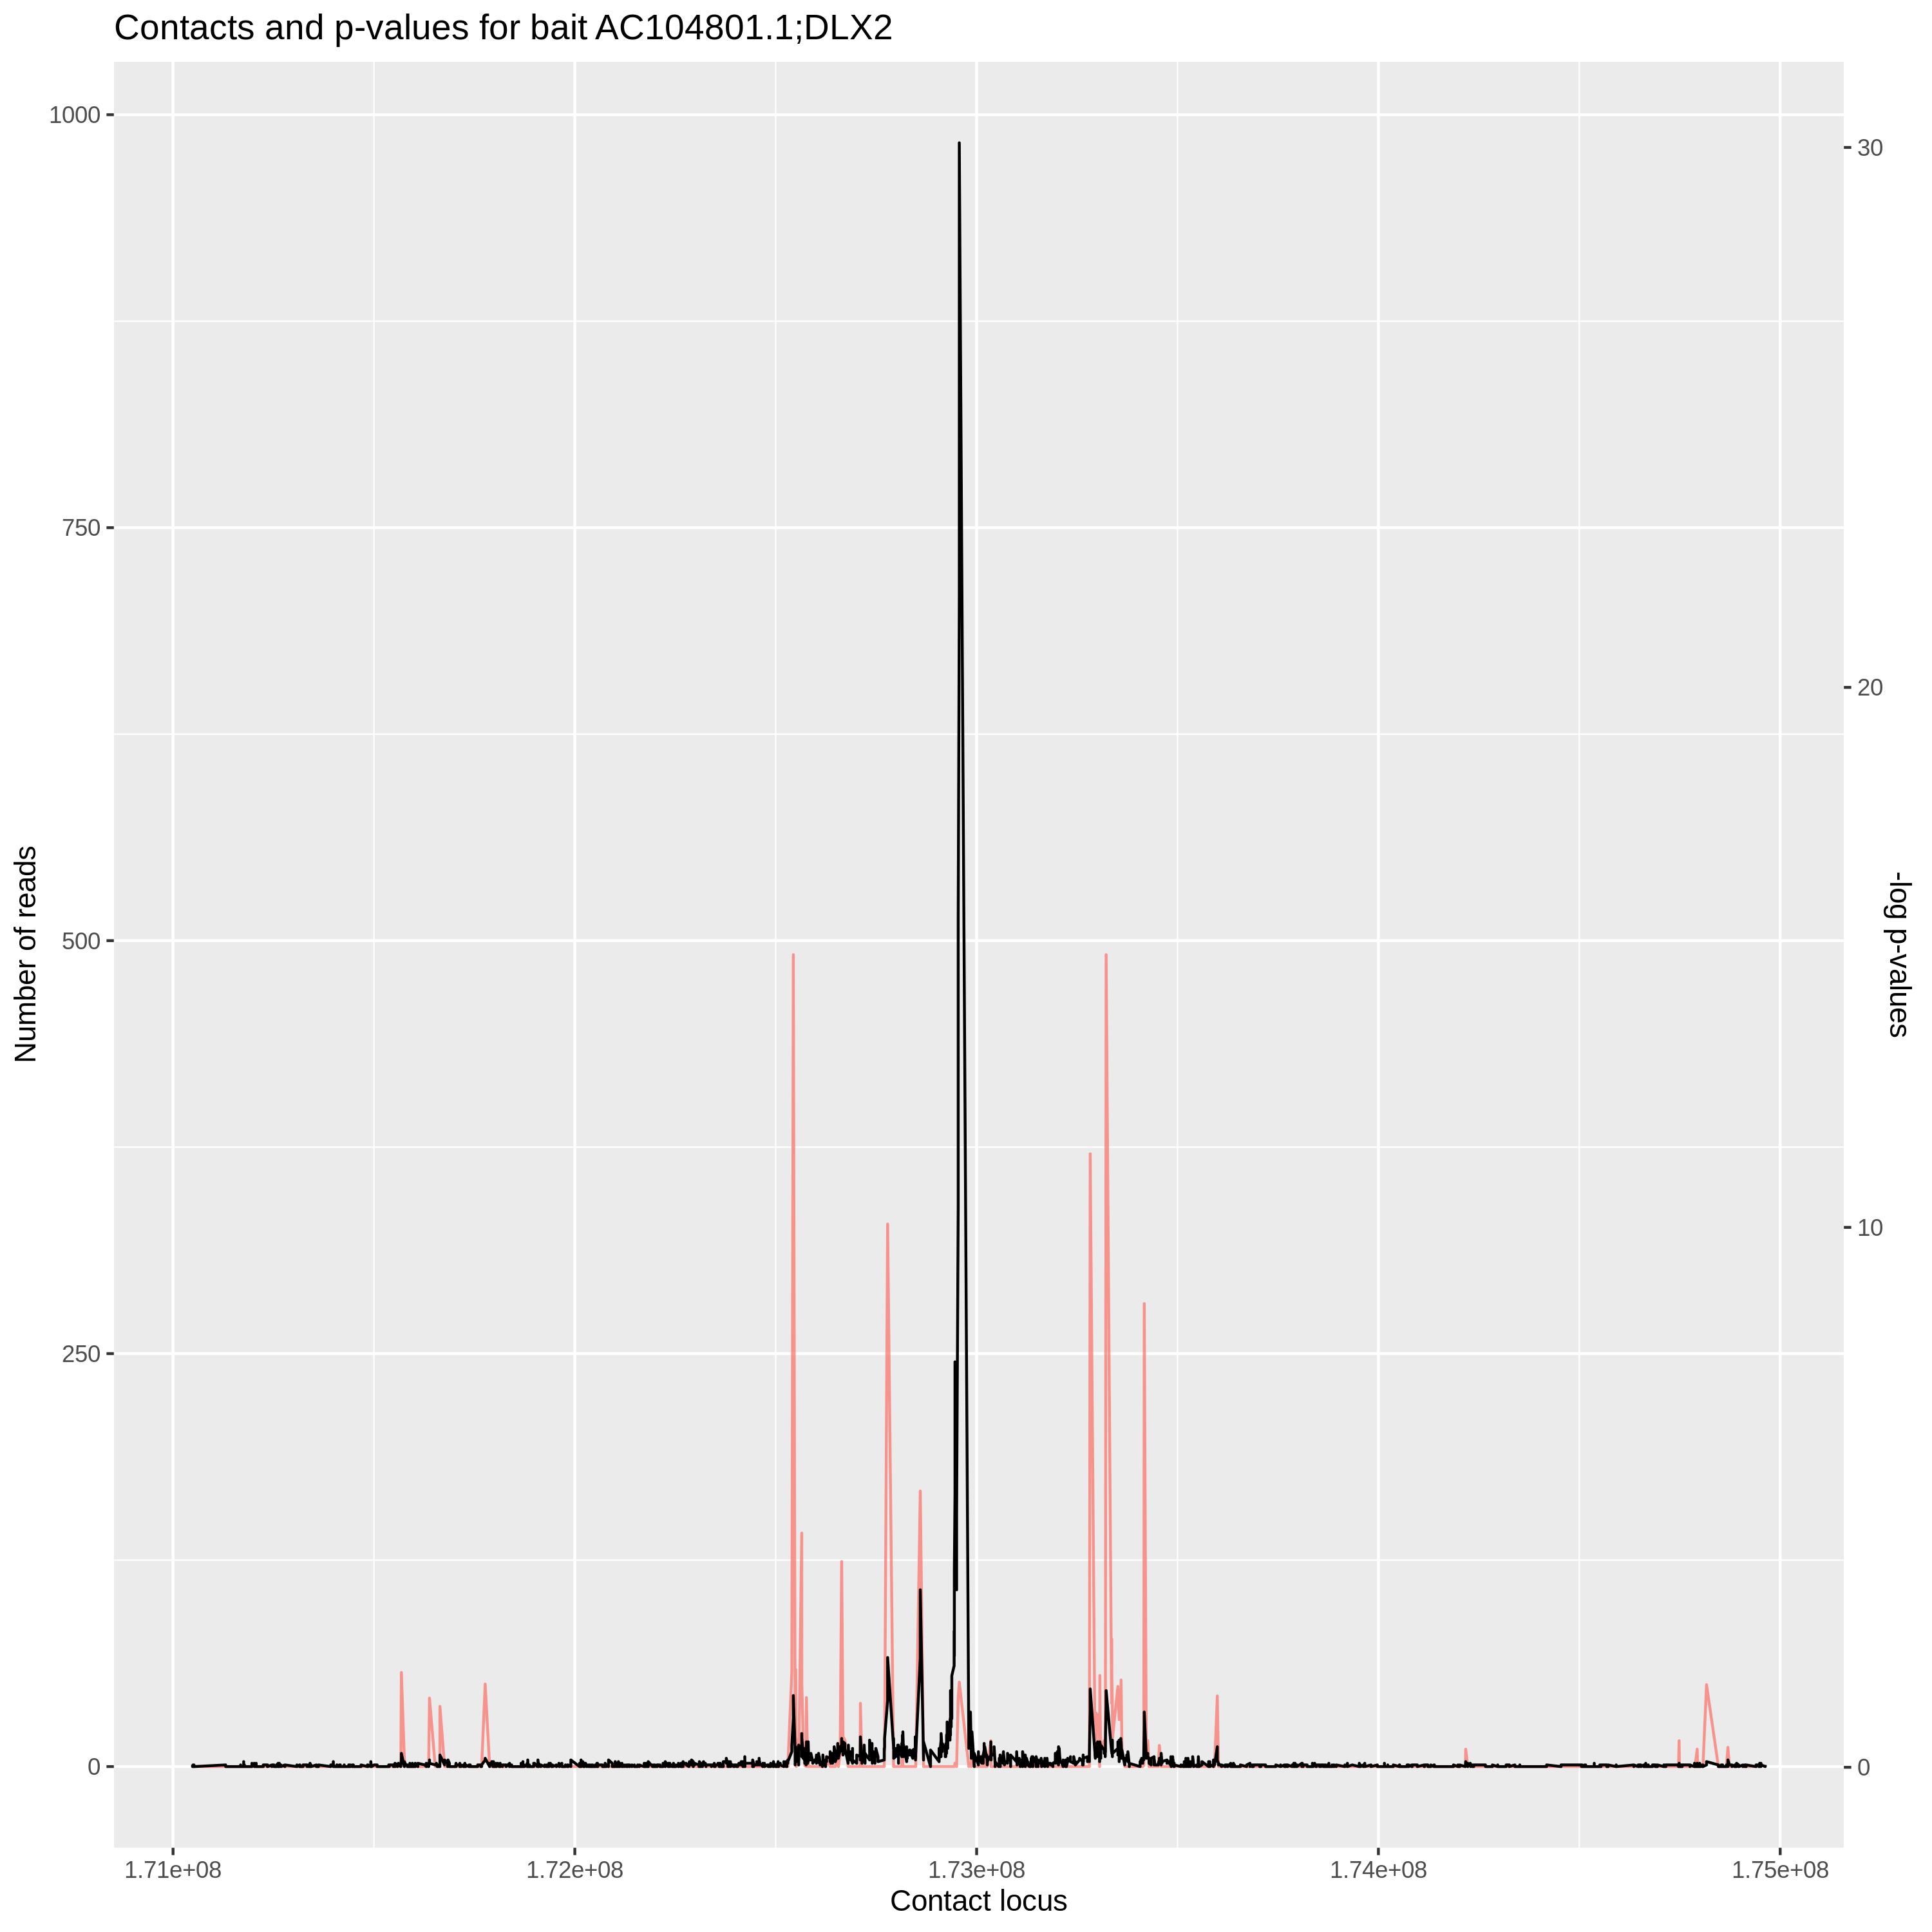 Contacts and p-values for bait AC104801.1;DLX2
1000
750
500
250
0
30
20
10
0
Number of reads
-log p-values
1.71e+08
1.72e+08
1.73e+08
1.74e+08
1.75e+08
Contact locus